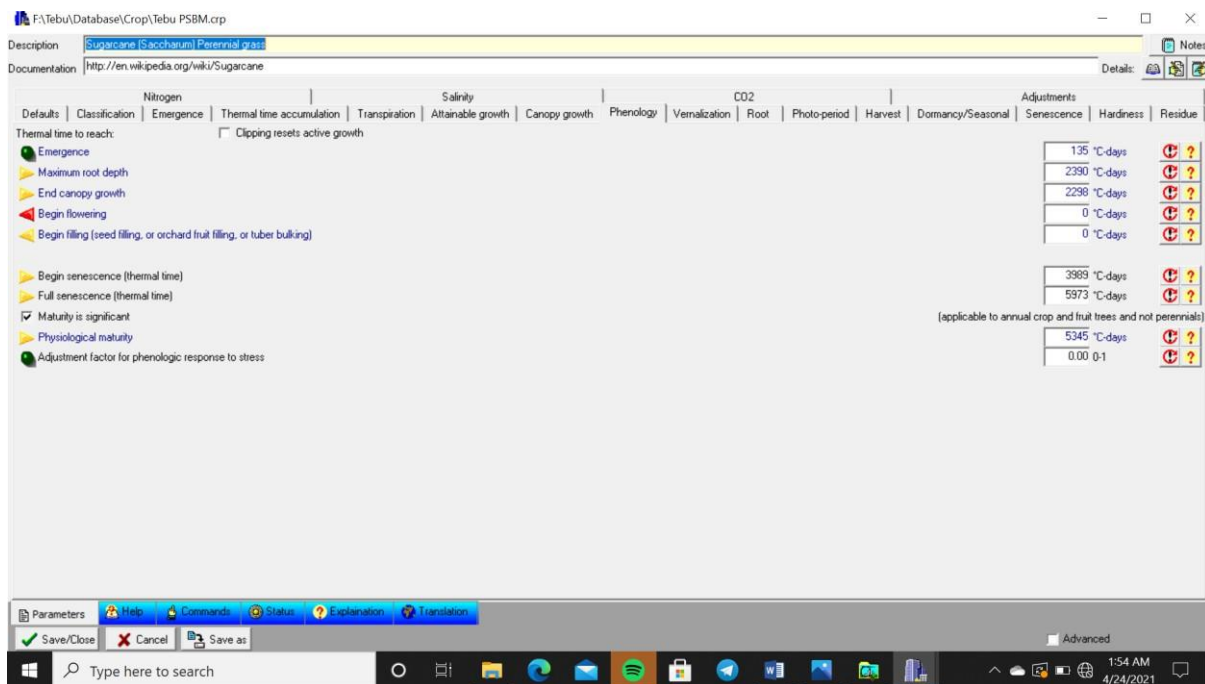 F:\Tebu\Database\Crop\Tebu PSBM.crp
Description Sugarcane (Saccharum) Perennial grass Notes
Documentation http://en.wikipedia.org/wiki/Sugarcane Details:
Nitrogen Salinity CO2 Adjustments
Defaults Classification Emergence Thermal time accumulation Transpiration Attainable growth Canopy growth Phenology Vernalization Root Photo-period Harvest Dormancy/Seasonal Senescence Hardiness Residue
Thermal time to reach: Clipping resets active growth
Emergence 135 °C-days
Maximum root depth 2390 °C-days
End canopy growth 2298 °C-days
Begin flowering 0 °C-days
Begin filling (seed filling, or orchard fruit filling, or tuber bulking) 0 °C-days
Begin senescence (thermal time) 3989 °C-days
Full senescence (thermal time) 5973 °C-days
Maturity is significant (applicable to annual crop and fruit trees and not perennials)
Physiological maturity 5345 °C-days
Adjustment factor for phenologic response to stress 0.00 0-1
Parameters Help Commands Status Explaination Translation
Save/Close Cancel Save as Advanced
Type here to search 1:54 AM
4/24/2021